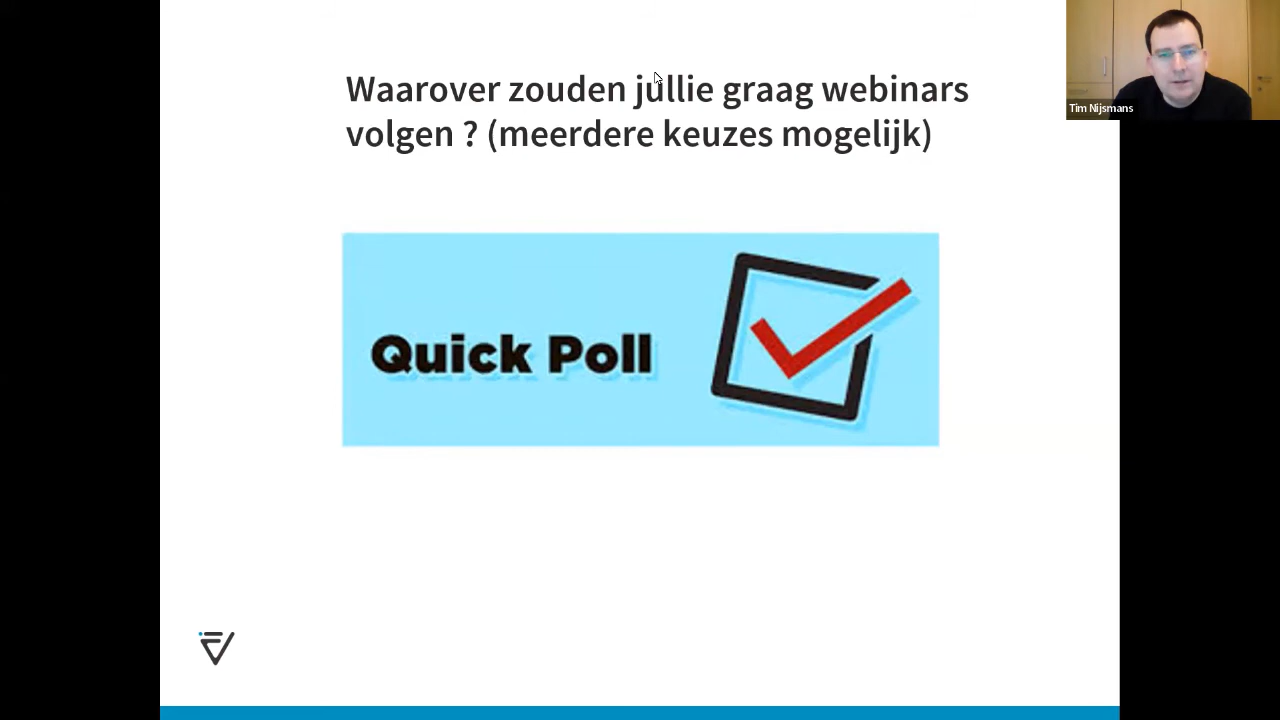 Waarover zouden jullie graag webinars
volgen ? (meerdere keuzes mogelijk)
Quick Poll
Tim Nijsmans